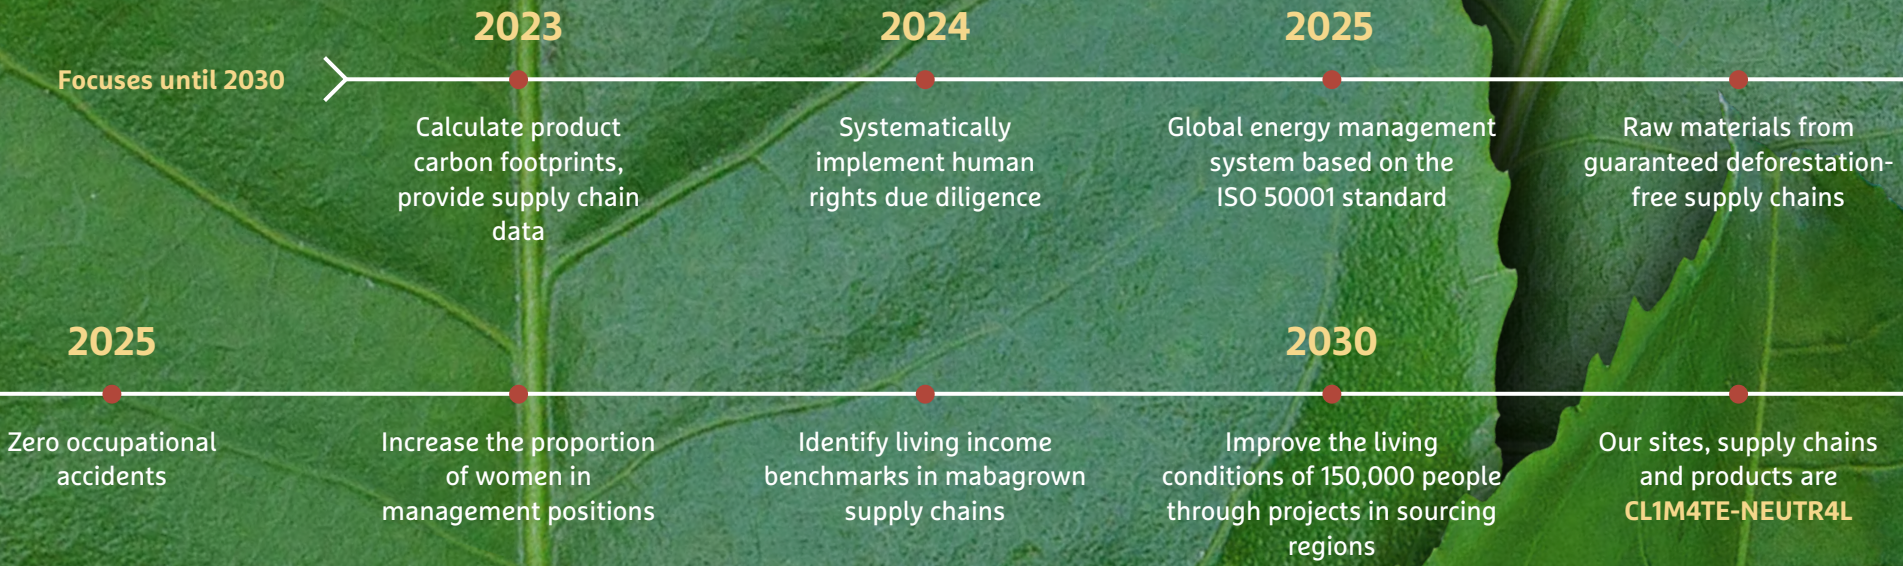 Focuses until 2030
2023
Calculate product
carbon footprints,
provide supply chain
data
2024
Systematically
implement human
rights due diligence
2025
Global energy management
system based on the
ISO 50001 standard
Raw materials from
guaranteed deforestation-
free supply chains
2025
Zero occupational
accidents
Increase the proportion
of women in
management positions
Identify living income
benchmarks in mabagrown
supply chains
2030
Improve the living
conditions of 150,000 people
through projects in sourcing
regions
Our sites, supply chains
and products are
CL1M4TE-NEUTR4L